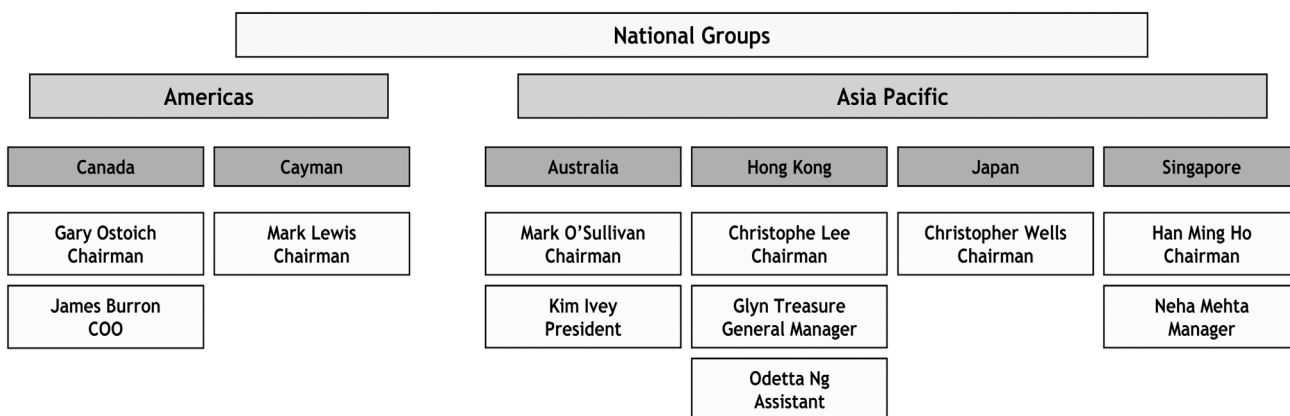 National Groups
Americas
Asia Pacific
Canada
Cayman
Australia
Hong Kong
Japan
Singapore
Gary Ostoich
Chairman
Mark Lewis
Chairman
Mark O’Sullivan
Chairman
Christophe Lee
Chairman
Christopher Wells
Chairman
Han Ming Ho
Chairman
James Burron
COO
Kim Ivey
President
Glyn Treasure
General Manager
Neha Mehta
Manager
Odetta Ng
Assistant